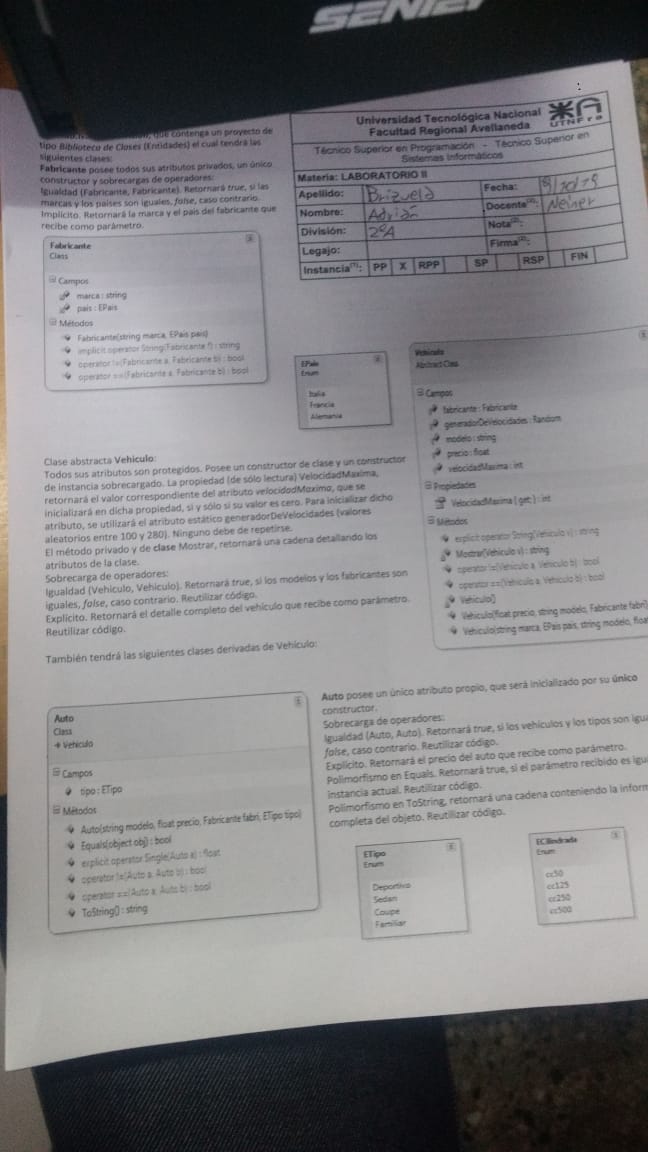 SENIZ
que contenga un proyecto de
tipo Biblioteca de Clases (Entidades) el cual tendrá las
siguientes clases:
Fabricante posee todos sus atributos privados, un único
constructor y sobrecargas de operadores:
Igualdad (Fabricante, Fabricante). Retornará true, si las
marcas y los países son iguales, false, caso contrario.
Implícito. Retornará la marca y el país del fabricante que
recibe como parámetro.
Universidad Tecnológica Nacional
Facultad Regional Avellaneda
UTNFra
Técnico Superior en Programación - Técnico Superior en
Sistemas Informáticos
Materia: LABORATORIO II
Apellido: Brizuela Fecha:
Nombre: Adrián Docente(2): Neiner
División: 2ºA Nota(2):
Legajo: Firma(2):
Instancia(1): PP X RPP SP RSP FIN
Fabricante
Class
Campos
marca : string
pais : EPais
Métodos
Fabricante(string marca, EPais pais)
implicit operator String(Fabricante f) : string
operator !=(Fabricante a, Fabricante b) : bool
operator ==(Fabricante a, Fabricante b) : bool
EPais
Enum
Italia
Francia
Alemania
Vehiculo
Abstract Class
Campos
fabricante : Fabricante
generadorDeVelocidades : Random
modelo : string
precio : float
velocidadMaxima : int
Propiedades
VelocidadMaxima { get; } : int
Métodos
explicit operator String(Vehiculo v) : string
Mostrar(Vehiculo v) : string
operator !=(Vehiculo a, Vehiculo b) : bool
operator ==(Vehiculo a, Vehiculo b) : bool
Vehiculo()
Vehiculo(float precio, string modelo, Fabricante fabri)
Vehiculo(string marca, EPais pais, string modelo, floa
Clase abstracta Vehiculo:
Todos sus atributos son protegidos. Posee un constructor de clase y un constructor
de instancia sobrecargado. La propiedad (de sólo lectura) VelocidadMaxima,
retornará el valor correspondiente del atributo velocidadMaxima, que se
inicializará en dicha propiedad, si y sólo si su valor es cero. Para inicializar dicho
atributo, se utilizará el atributo estático generadorDeVelocidades (valores
aleatorios entre 100 y 280). Ninguno debe de repetirse.
El método privado y de clase Mostrar, retornará una cadena detallando los
atributos de la clase.
Sobrecarga de operadores:
Igualdad (Vehiculo, Vehiculo). Retornará true, si los modelos y los fabricantes son
iguales, false, caso contrario. Reutilizar código.
Explícito. Retornará el detalle completo del vehículo que recibe como parámetro.
Reutilizar código.
También tendrá las siguientes clases derivadas de Vehículo:
Auto
Class
Vehiculo
Campos
tipo : ETipo
Métodos
Auto(string modelo, float precio, Fabricante fabri, ETipo tipo)
Equals(object obj) : bool
explicit operator Single(Auto a) : float
operator !=(Auto a, Auto b) : bool
operator ==(Auto a, Auto b) : bool
ToString() : string
Auto posee un único atributo propio, que será inicializado por su único
constructor.
Sobrecarga de operadores:
Igualdad (Auto, Auto). Retornará true, si los vehículos y los tipos son igua
false, caso contrario. Reutilizar código.
Explícito. Retornará el precio del auto que recibe como parámetro.
Polimorfismo en Equals. Retornará true, si el parámetro recibido es igu
instancia actual. Reutilizar código.
Polimorfismo en ToString, retornará una cadena conteniendo la inform
completa del objeto. Reutilizar código.
ETipo
Enum
Deportivo
Sedan
Coupe
Familiar
ECilindrada
Enum
cc50
cc125
cc250
cc500